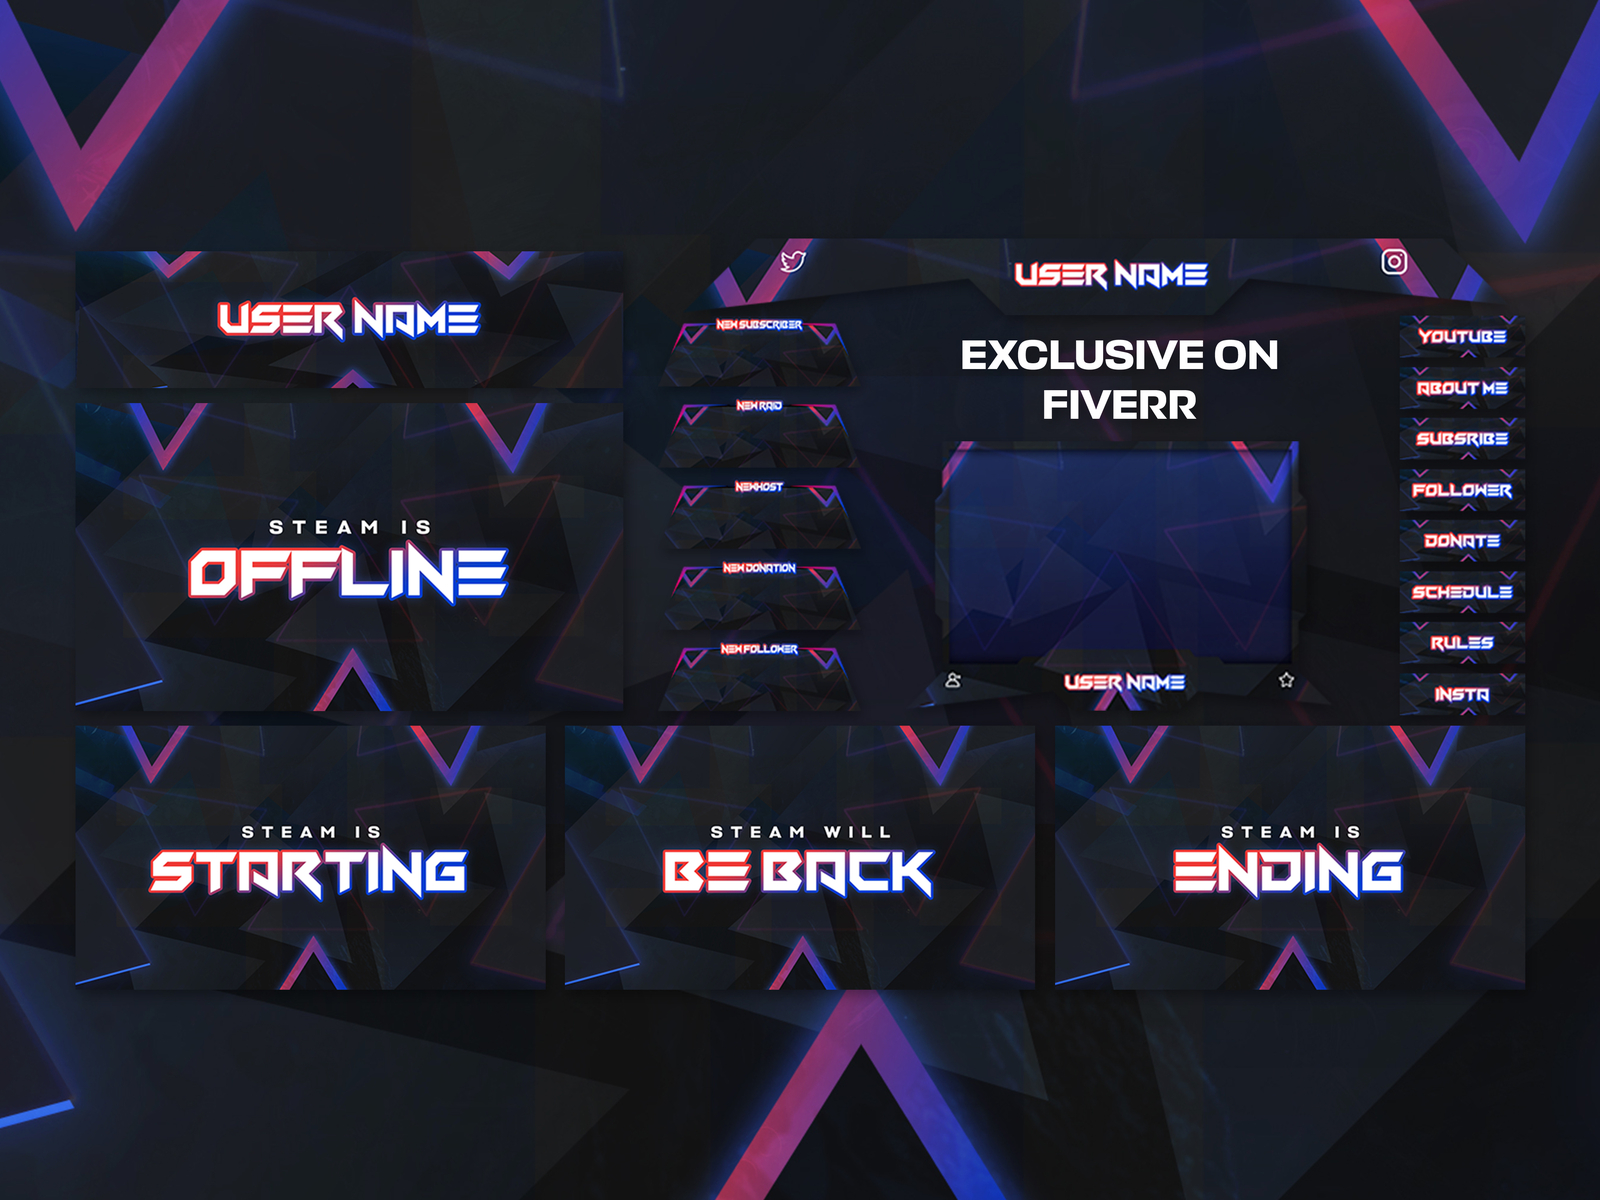 USER NAME
STEAM IS
OFFLINE
USER NAME
NEW SUBSCRIBER
NEW RAID
NEWHOST
NEW DONATION
NEW FOLLOWER
EXCLUSIVE ON
FIVERR
USER NAME
YOUTUBE
ABOUT ME
SUBSRIBE
FOLLOWER
DONATE
SCHEDULE
RULES
INSTA
STEAM IS
STARTING
STEAM WILL
BE BACK
STEAM IS
ENDING